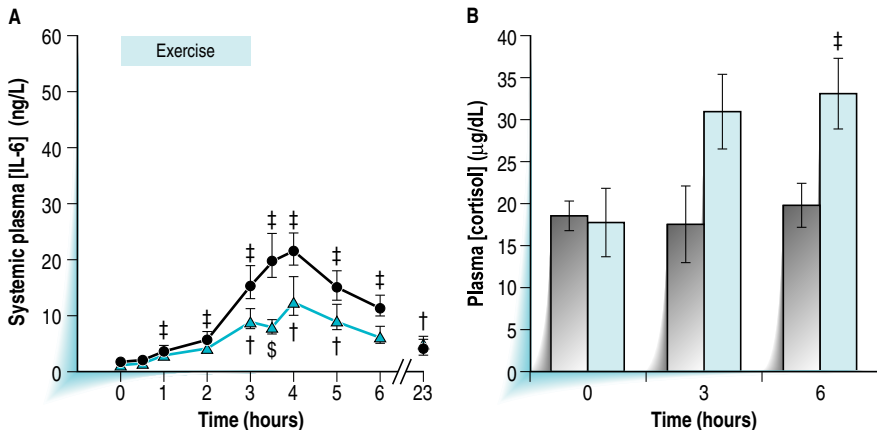 A
60
50
40
30
20
10
0
Systemic plasma [IL-6] (ng/L)
Exercise
‡ ‡ ‡ ‡ ‡ ‡ ‡ †
† $ † †
0 1 2 3 4 5 6 23
Time (hours)
B
40
35
30
25
20
15
10
5
0
Plasma [cortisol] (μg/dL)
‡
0 3 6
Time (hours)